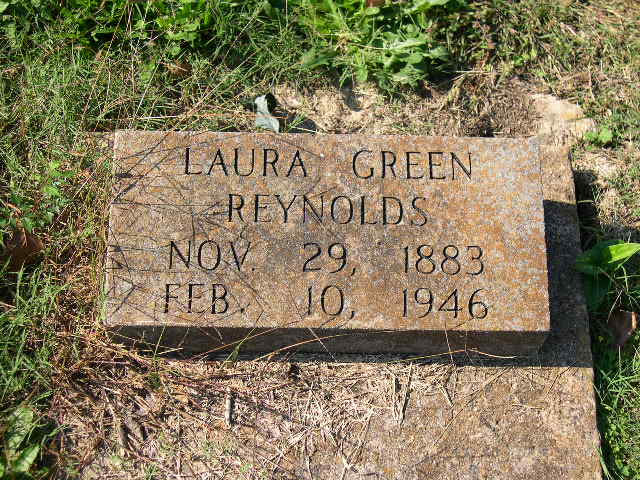 LAURA GREEN
REYNOLDS
NOV. 29, 1883
FEB. 10, 1946